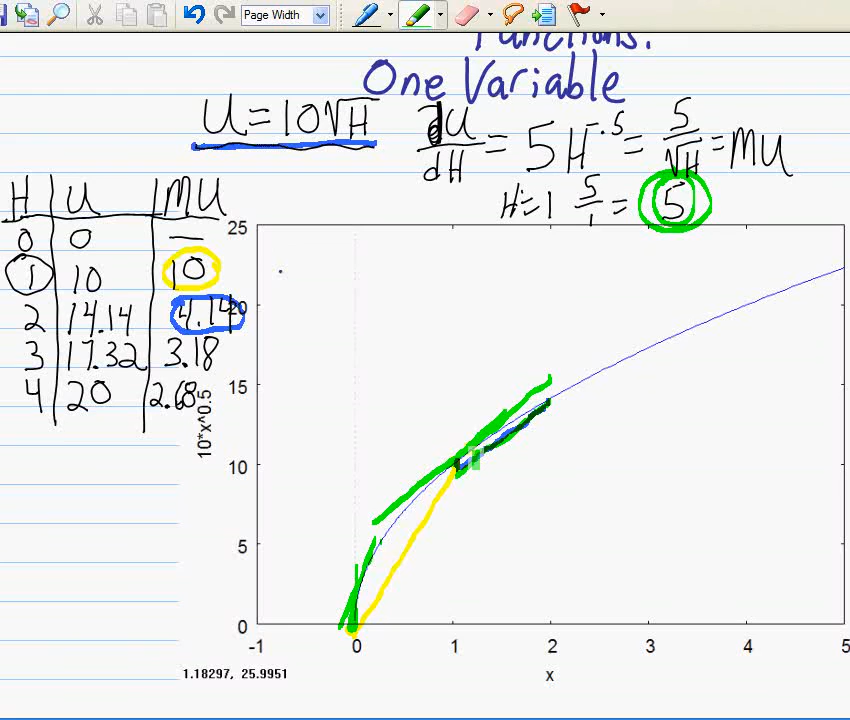 Page Width
Functions:
One Variable
U = 10√H
dU/dH = 5H^-.5 = 5/√H = MU
H=1 5/1 = 5
H U MU
0 0 —
1 10 10
2 14.14 4.14
3 17.32 3.18
4 20 2.68
25
20
15
10
5
0
10*x^0.5
-1 0 1 2 3 4 5
x
1.18297, 25.9951